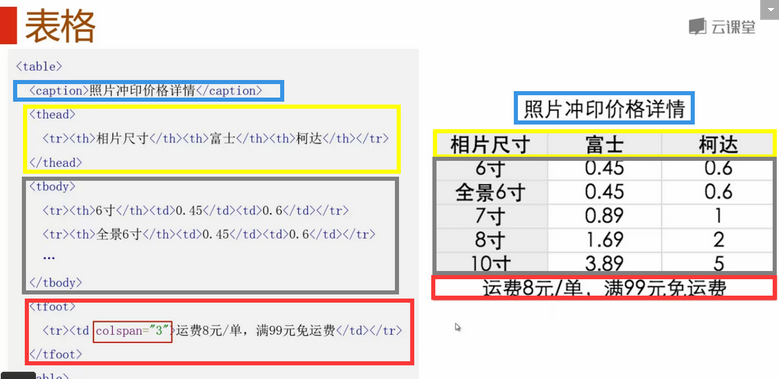 表格
云课堂
<table>
<caption>照片冲印价格详情</caption>
<thead>
<tr><th>相片尺寸</th><th>富士</th><th>柯达</th></tr>
</thead>
<tbody>
<tr><th>6寸</th><td>0.45</td><td>0.6</td></tr>
<tr><th>全景6寸</th><td>0.45</td><td>0.6</td></tr>
…
</tbody>
<tfoot>
<tr><td colspan="3">运费8元/单，满99元免运费</td></tr>
</tfoot>
照片冲印价格详情
相片尺寸 富士 柯达
6寸 0.45 0.6
全景6寸 0.45 0.6
7寸 0.89 1
8寸 1.69 2
10寸 3.89 5
运费8元/单，满99元免运费